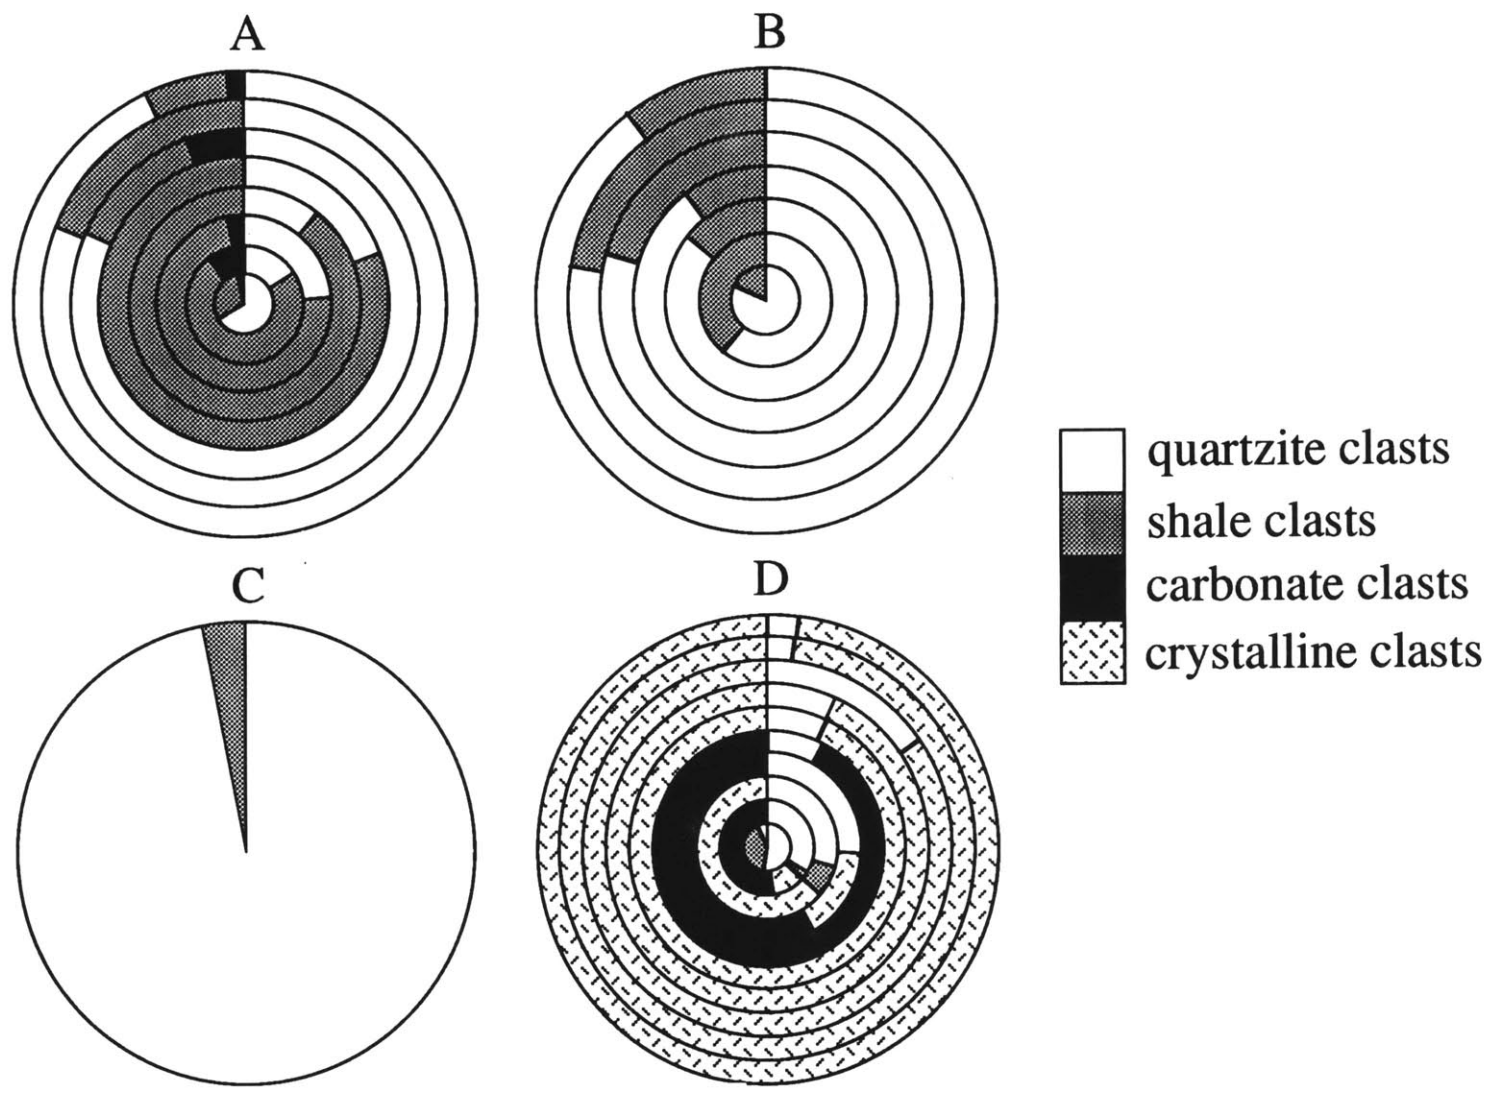 A
B
C
D
quartzite clasts
shale clasts
carbonate clasts
crystalline clasts